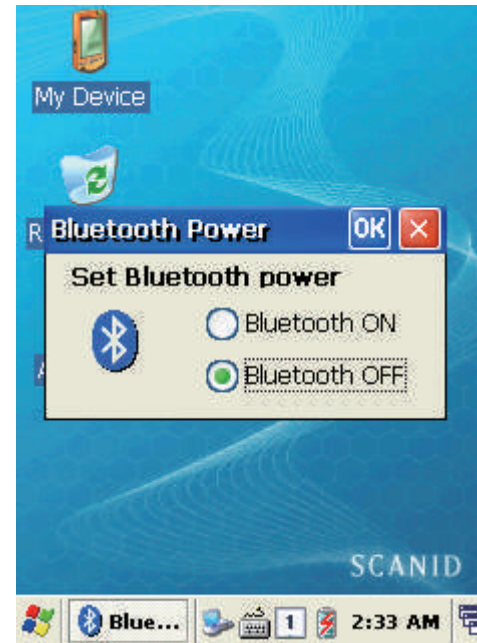 My Device
R
Bluetooth Power OK
Set Bluetooth power
Bluetooth ON
Bluetooth OFF
A
SCANID
Blue... 1 2:33 AM